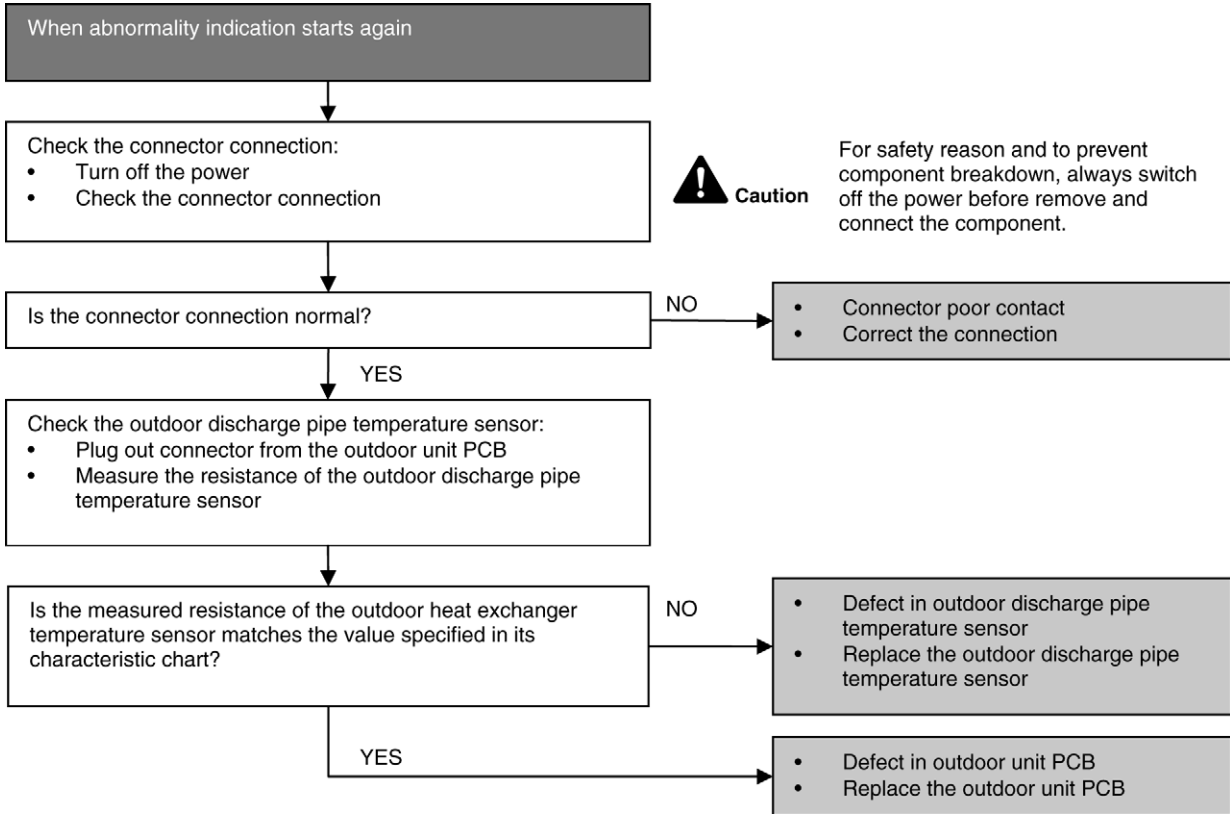 When abnormality indication starts again
Check the connector connection:
• Turn off the power
• Check the connector connection
Caution
For safety reason and to prevent
component breakdown, always switch
off the power before remove and
connect the component.
Is the connector connection normal?
NO
• Connector poor contact
• Correct the connection
YES
Check the outdoor discharge pipe temperature sensor:
• Plug out connector from the outdoor unit PCB
• Measure the resistance of the outdoor discharge pipe
temperature sensor
Is the measured resistance of the outdoor heat exchanger
temperature sensor matches the value specified in its
characteristic chart?
NO
• Defect in outdoor discharge pipe
temperature sensor
• Replace the outdoor discharge pipe
temperature sensor
YES
• Defect in outdoor unit PCB
• Replace the outdoor unit PCB